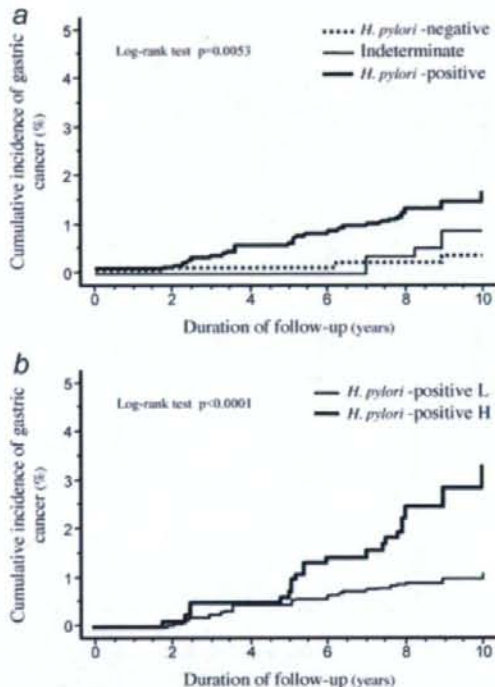 a
Log-rank test p=0.0053
H. pylori -negative
Indeterminate
H. pylori -positive
Cumulative incidence of gastric
cancer (%)
5
4
3
2
1
0
0 2 4 6 8 10
Duration of follow-up (years)
b
Log-rank test p<0.0001
H. pylori -positive L
H. pylori -positive H
Cumulative incidence of gastric
cancer (%)
5
4
3
2
1
0
0 2 4 6 8 10
Duration of follow-up (years)